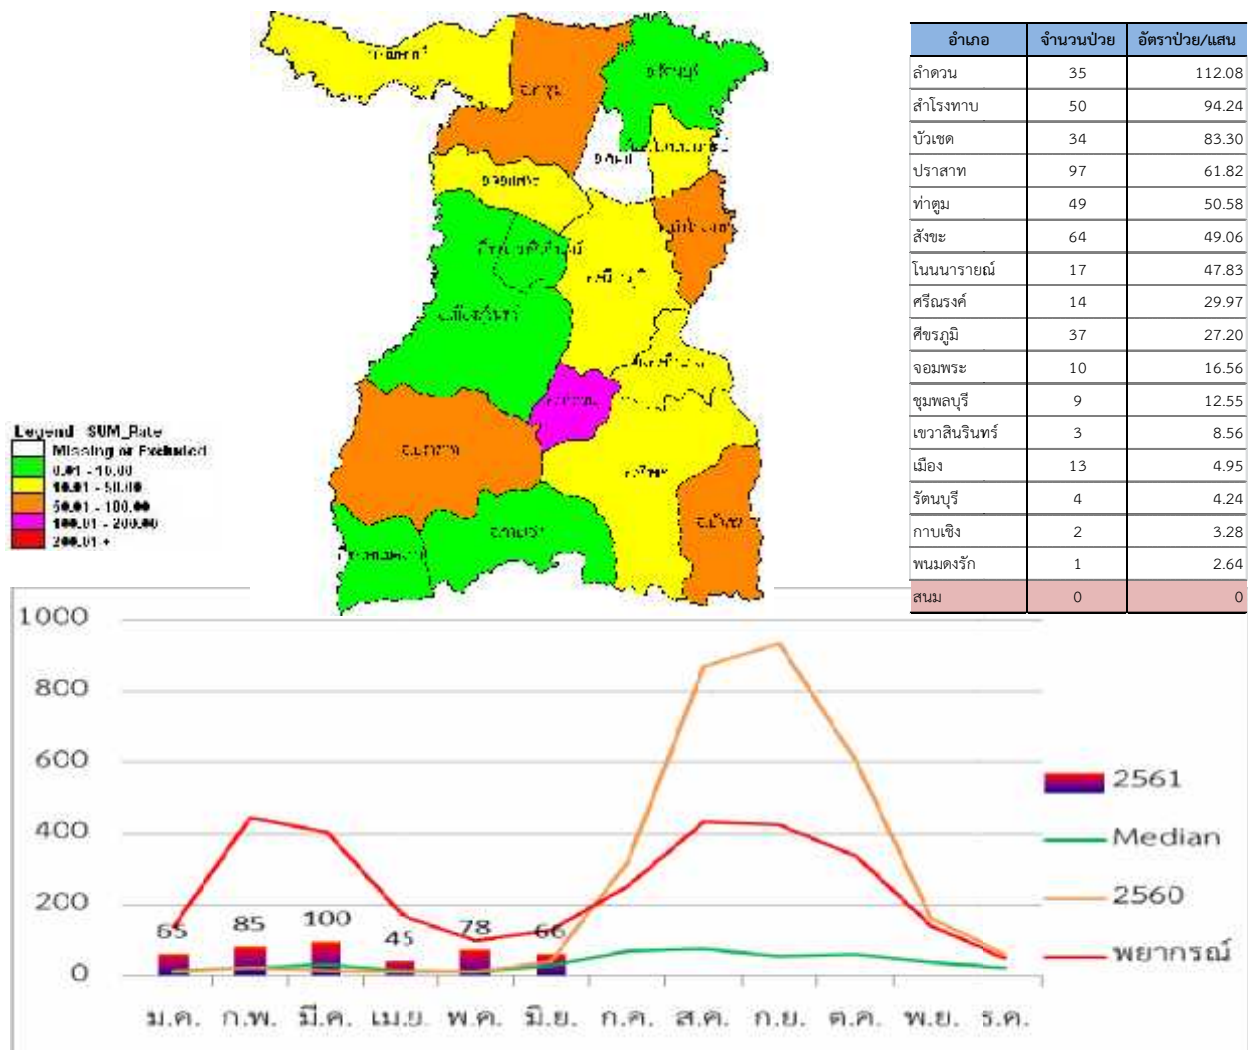 อำเภอ จำนวนป่วย อัตราป่วย/แสน
ลำดวน 35 112.08
สำโรงทาบ 50 94.24
บัวเชด 34 83.30
ปราสาท 97 61.82
ท่าตูม 49 50.58
สังขะ 64 49.06
โนนนารายณ์ 17 47.83
ศรีณรงค์ 14 29.97
ศีขรภูมิ 37 27.20
จอมพระ 10 16.56
ชุมพลบุรี 9 12.55
เขวาสินรินทร์ 3 8.56
เมือง 13 4.95
รัตนบุรี 4 4.24
กาบเชิง 2 3.28
พนมดงรัก 1 2.64
สนม 0 0
Legend SUM_Rate
Missing or Excluded
0.01 - 10.00
10.01 - 50.00
50.01 - 100.00
100.01 - 200.00
200.01 +
1000
800
600
400
200
0
65 85 100 45 78 66
ม.ค. ก.พ. มี.ค. เม.ย. พ.ค. มิ.ย. ก.ค. ส.ค. ก.ย. ต.ค. พ.ย. ธ.ค.
2561
Median
2560
พยากรณ์